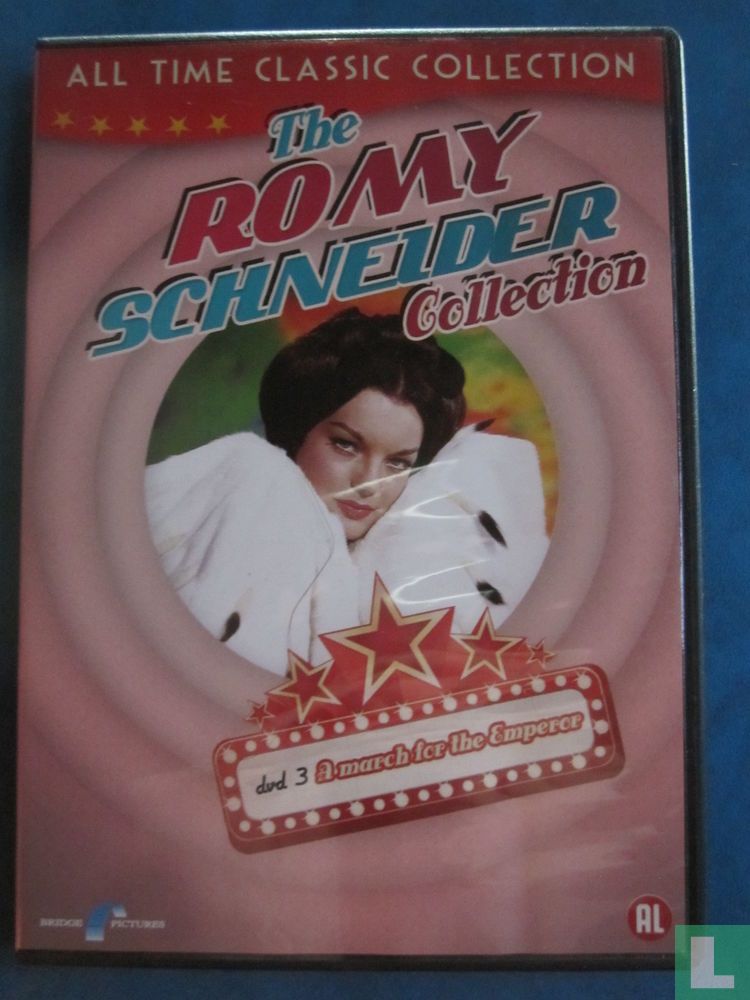 ALL TIME CLASSIC COLLECTION
The
ROMY
SCHNEIDER
Collection
dvd 3 A march for the Emperor
BRIDGE PICTURES
AL
L